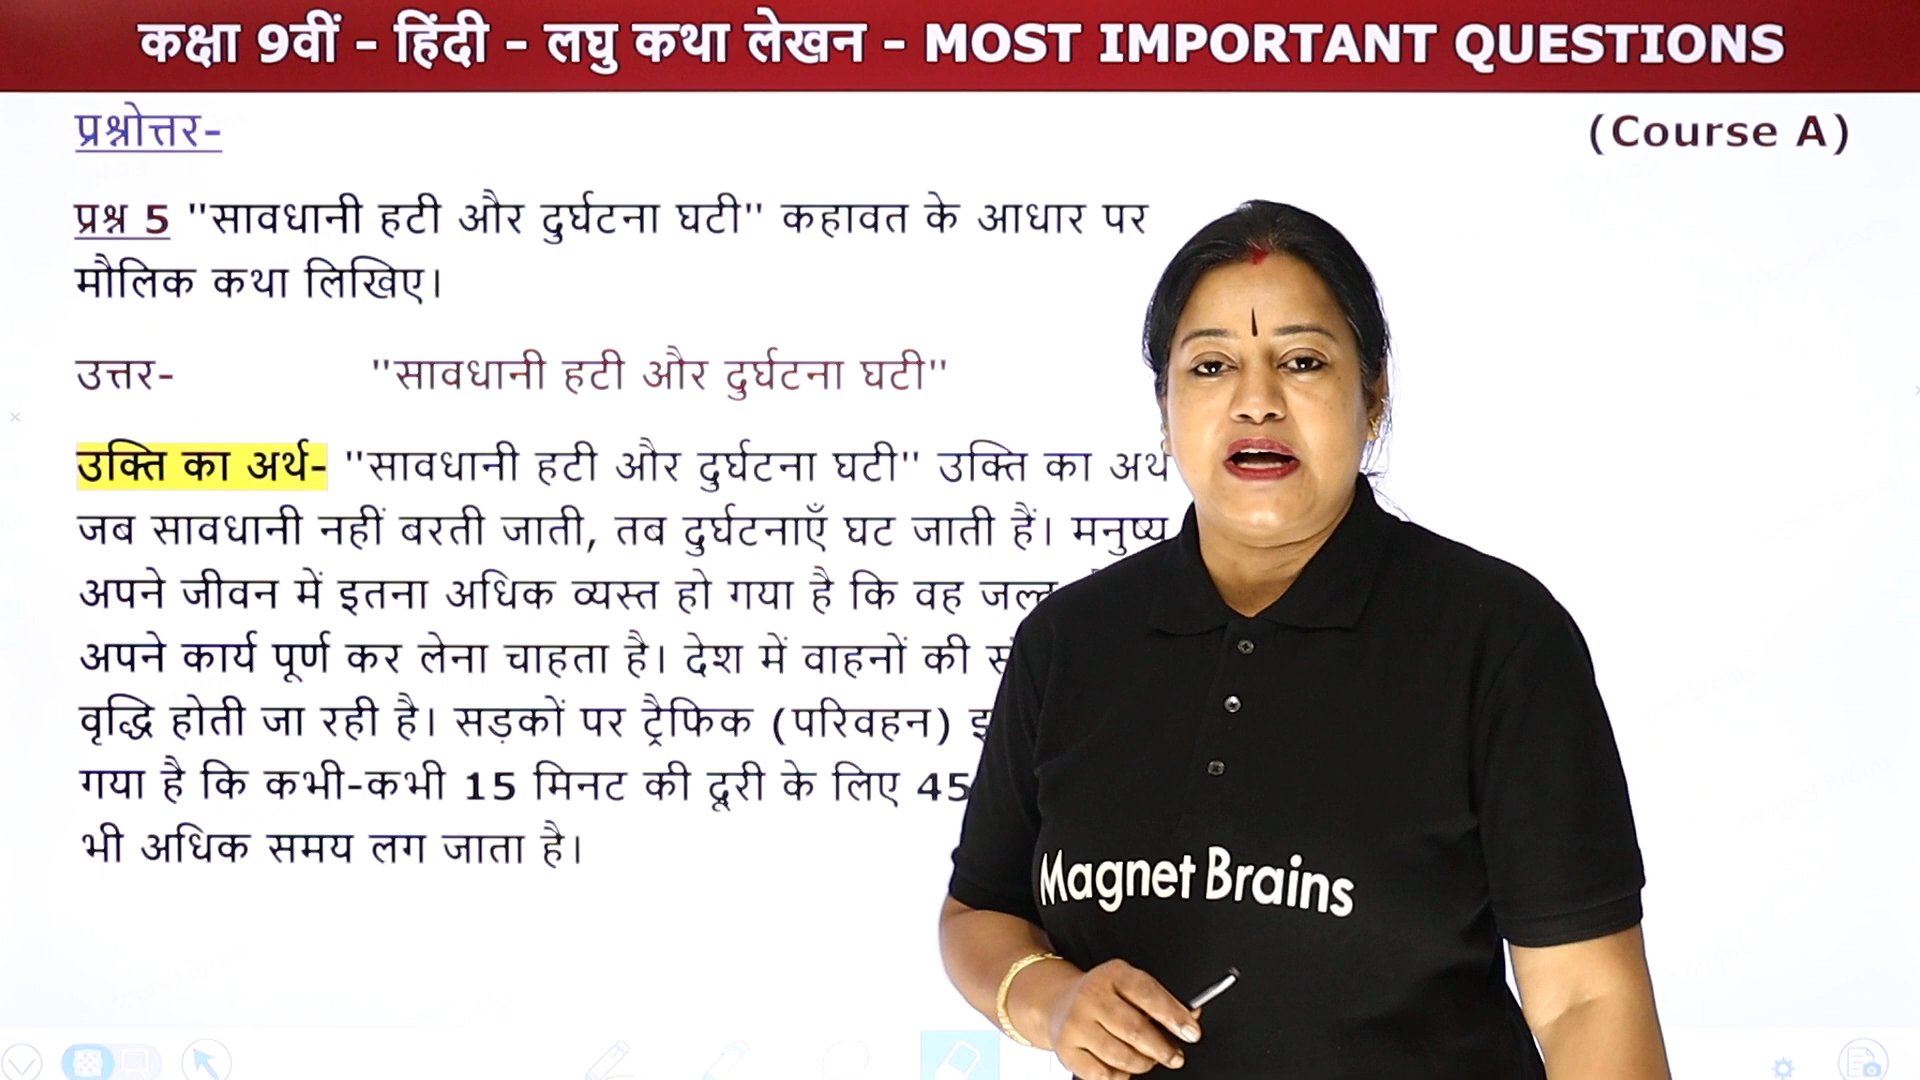 कक्षा 9वीं - हिंदी - लघु कथा लेखन - MOST IMPORTANT QUESTIONS
प्रश्नोत्तर-
(Course A)
प्रश्न 5 "सावधानी हटी और दुर्घटना घटी" कहावत के आधार पर
मौलिक कथा लिखिए।
उत्तर- "सावधानी हटी और दुर्घटना घटी"
उक्ति का अर्थ- "सावधानी हटी और दुर्घटना घटी" उक्ति का अर्थ
जब सावधानी नहीं बरती जाती, तब दुर्घटनाएँ घट जाती हैं। मनुष्य
अपने जीवन में इतना अधिक व्यस्त हो गया है कि वह
अपने कार्य पूर्ण कर लेना चाहता है। देश में वाहनों की
वृद्धि होती जा रही है। सड़कों पर ट्रैफिक (परिवहन)
गया है कि कभी-कभी 15 मिनट की दूरी के लिए 45
भी अधिक समय लग जाता है।
Magnet Brains